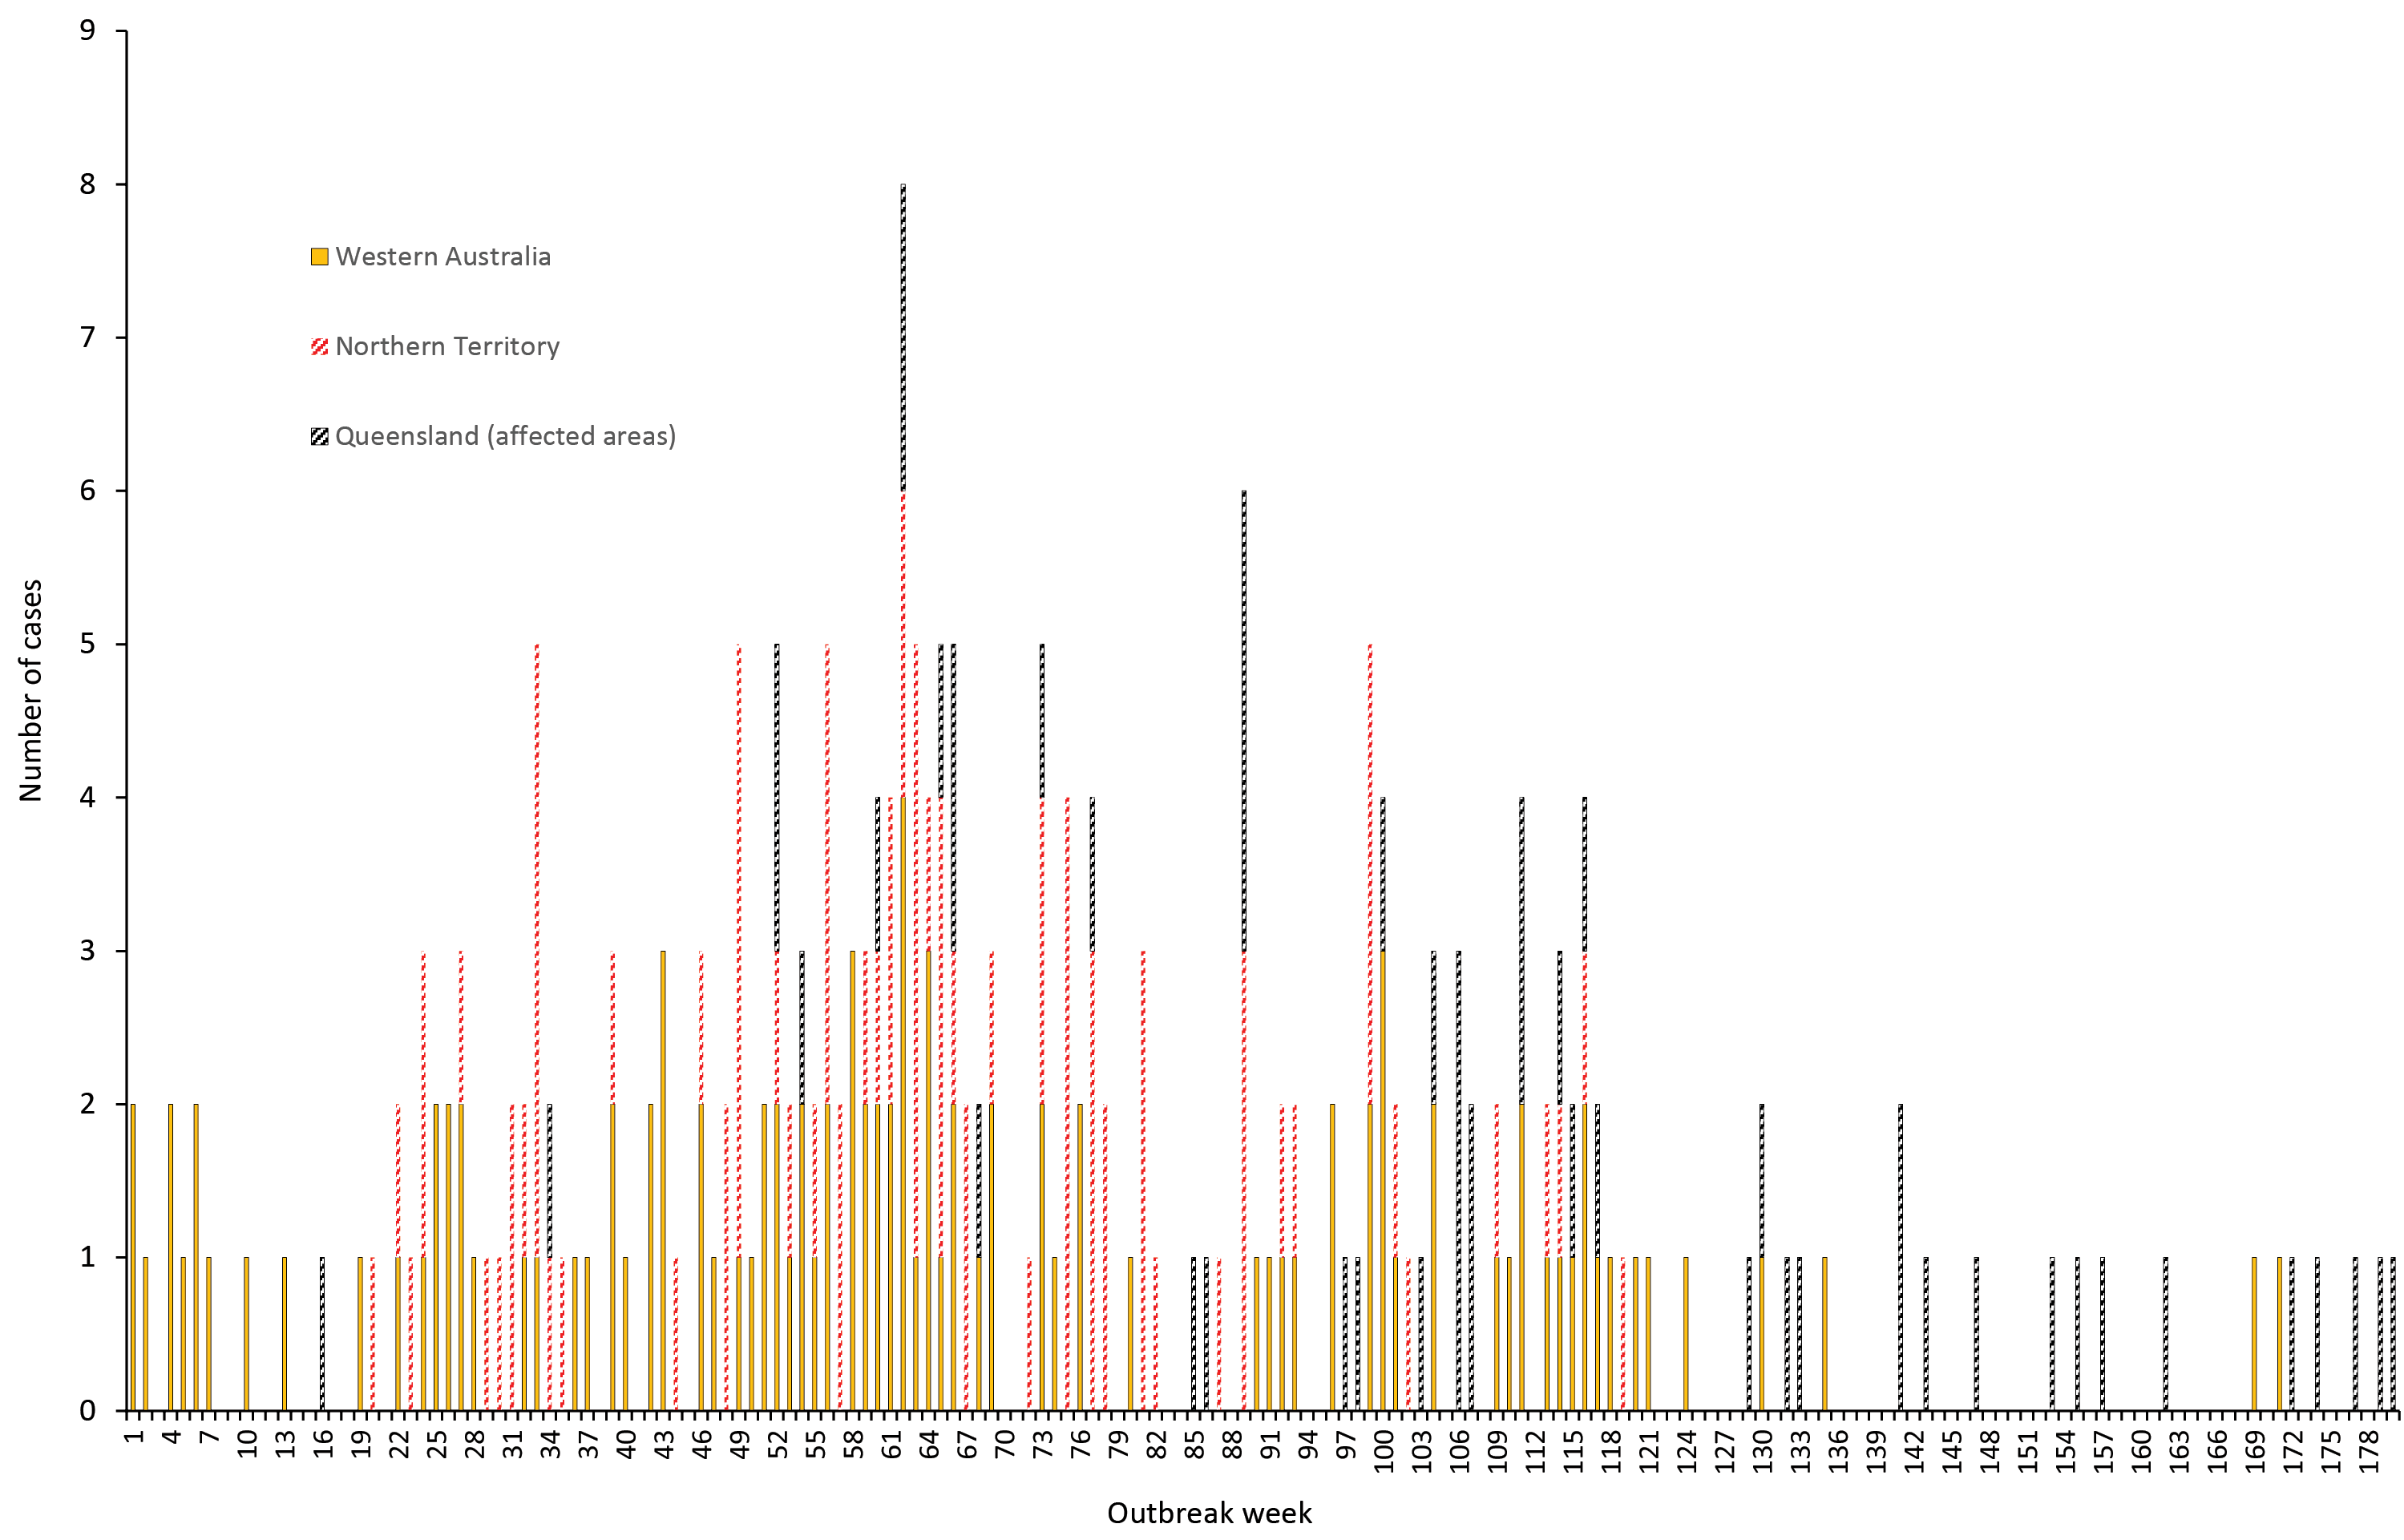 9
8
7
6
5
4
3
2
1
0
Number of cases
Western Australia
Northern Territory
Queensland (affected areas)
1 4 7 10 13 16 19 22 25 28 31 34 37 40 43 46 49 52 55 58 61 64 67 70 73 76 79 82 85 88 91 94 97 100 103 106 109 112 115 118 121 124 127 130 133 136 139 142 145 148 151 154 157 160 163 166 169 172 175 178
Outbreak week